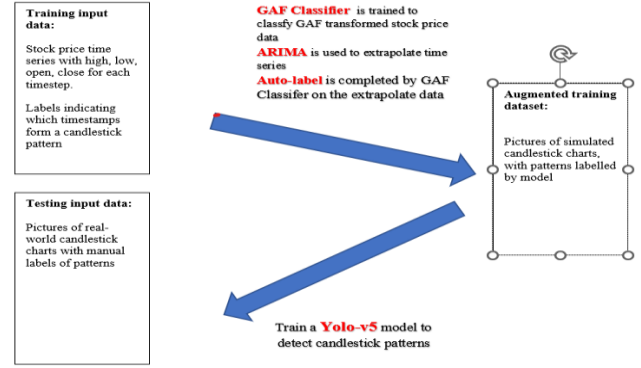 Training input
data:
Stock price time
series with high, low,
open, close for each
timestep.
Labels indicating
which timestamps
form a candlestick
pattern
GAF Classifier is trained to
classfy GAF transformed stock price
data
ARIMA is used to extrapolate time
series
Auto-label is completed by GAF
Classifer on the extrapolate data
Augmented training
dataset:
Pictures of simulated
candlestick charts,
with patterns labelled
by model
Testing input data:
Pictures of real-
world candlestick
charts with manual
labels of patterns
Train a Yolo-v5 model to
detect candlestick patterns